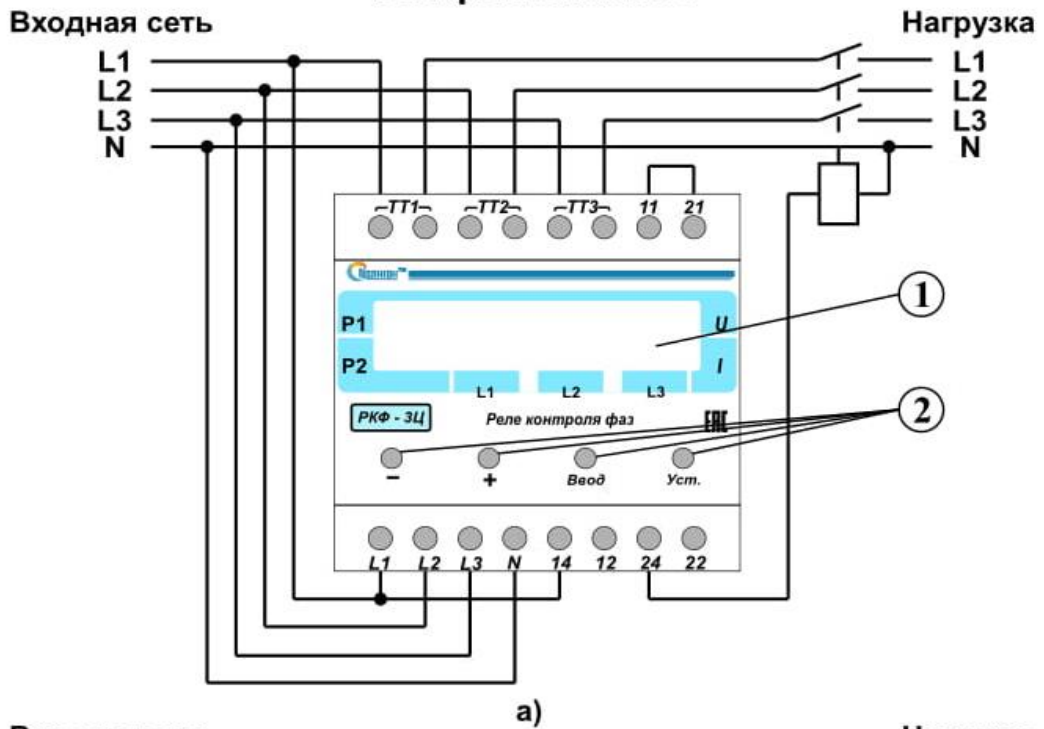 Входная сеть
Нагрузка
L1
L1
L2
L2
L3
L3
N
N
ТТ1
ТТ2
ТТ3
11
21
1
P1
U
P2
I
L1
L2
L3
РКФ - 3Ц
Реле контроля фаз
ЕАС
2
−
+
Ввод
Уст.
L1
L2
L3
N
14
12
24
22
а)